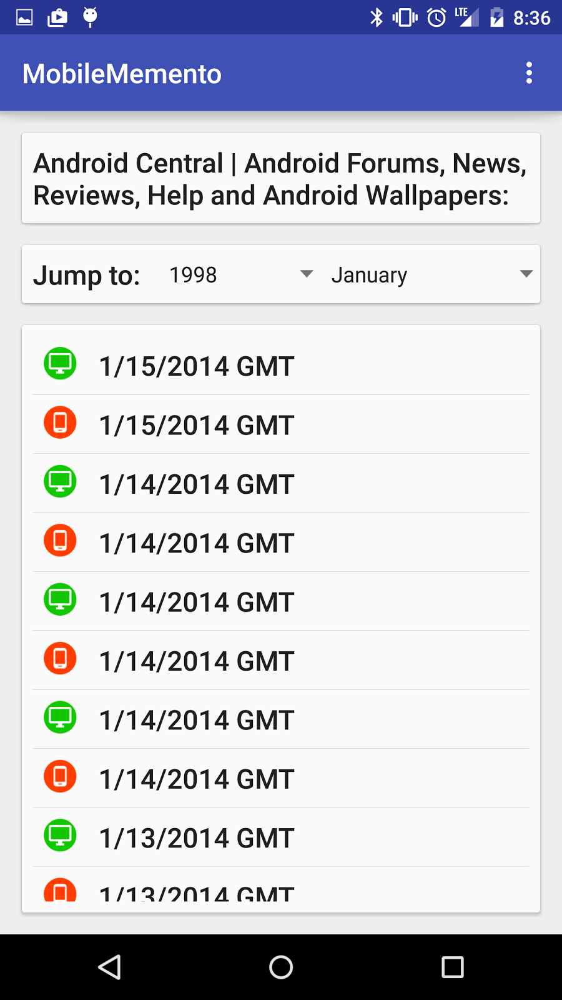 LTE 8:36
MobileMemento
Android Central | Android Forums, News,
Reviews, Help and Android Wallpapers:
Jump to: 1998 January
1/15/2014 GMT
1/15/2014 GMT
1/14/2014 GMT
1/14/2014 GMT
1/14/2014 GMT
1/14/2014 GMT
1/14/2014 GMT
1/14/2014 GMT
1/13/2014 GMT
1/13/2014 GMT